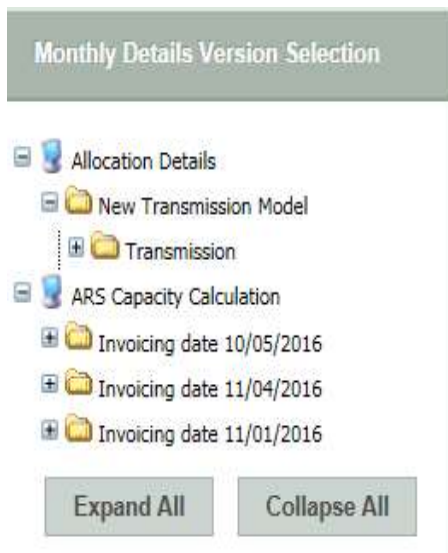 Monthly Details Version Selection
Allocation Details
New Transmission Model
Transmission
ARS Capacity Calculation
Invoicing date 10/05/2016
Invoicing date 11/04/2016
Invoicing date 11/01/2016
Expand All
Collapse All